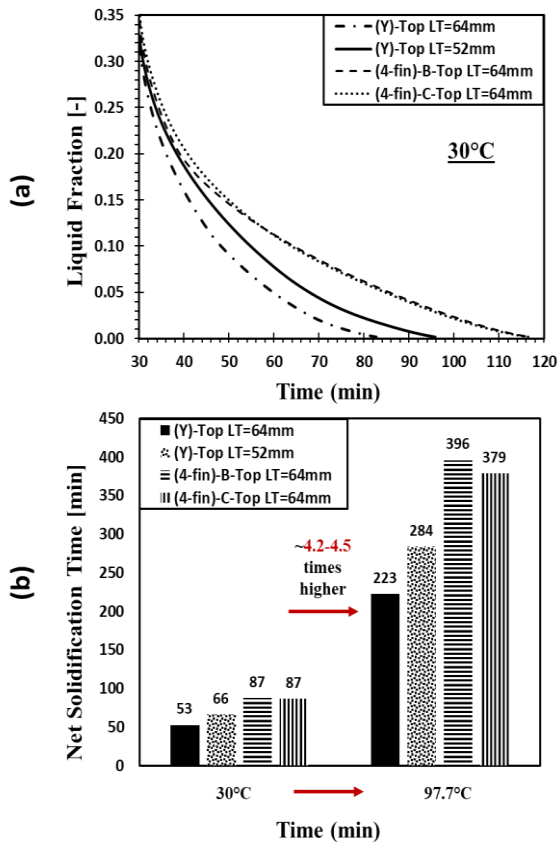 (a)
Liquid Fraction [-]
0.35
0.30
0.25
0.20
0.15
0.10
0.05
0.00
(Y)-Top LT=64mm
(Y)-Top LT=52mm
(4-fin)-B-Top LT=64mm
(4-fin)-C-Top LT=64mm
30°C
30 40 50 60 70 80 90 100 110 120
Time (min)
(b)
Net Solidification Time [min]
450
400
350
300
250
200
150
100
50
0
(Y)-Top LT=64mm
(Y)-Top LT=52mm
(4-fin)-B-Top LT=64mm
(4-fin)-C-Top LT=64mm
~4.2-4.5
times
higher
53 66 87 87
223 284 396 379
30°C 97.7°C
Time (min)